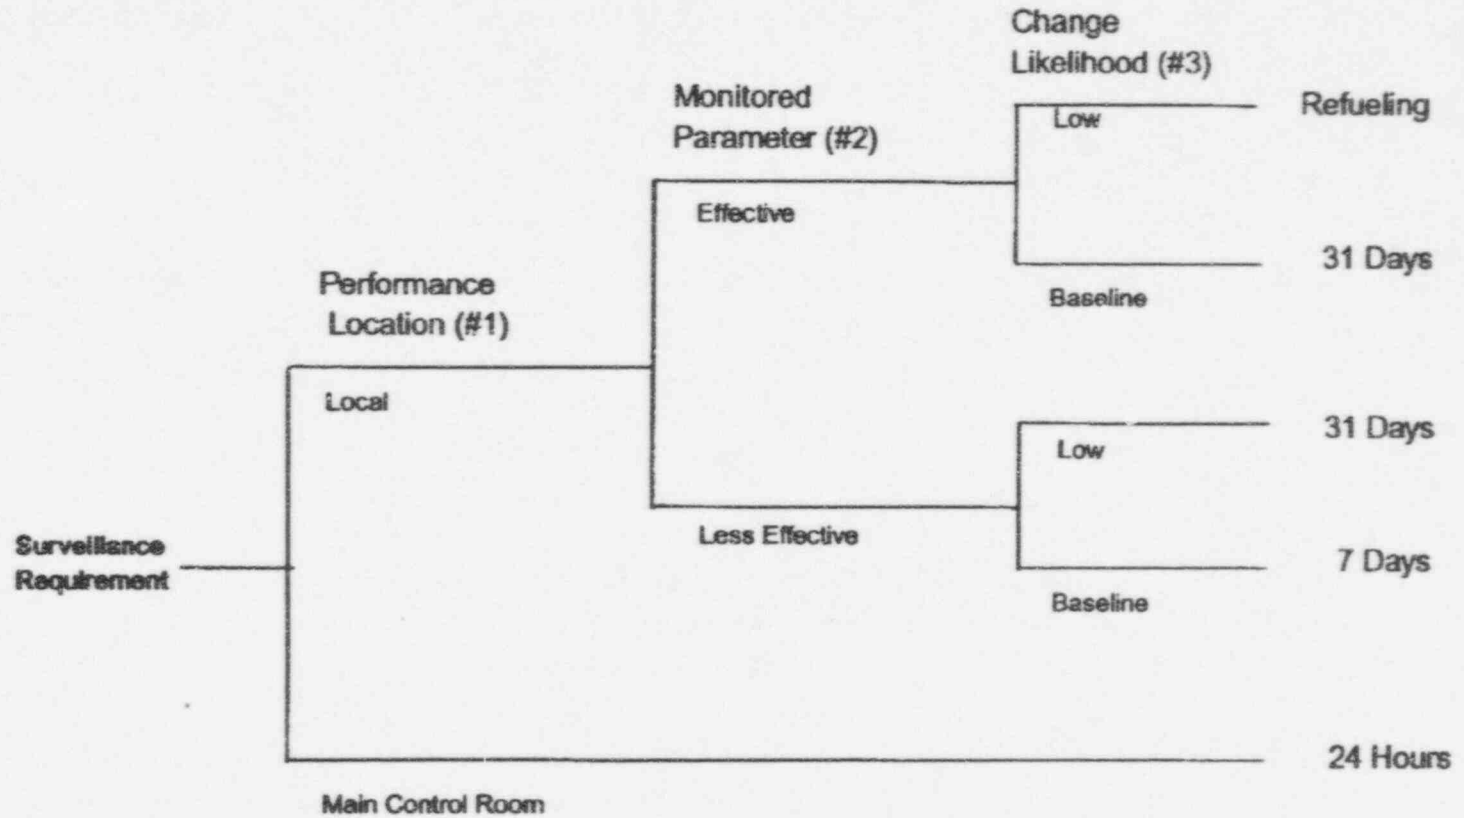 Change
Likelihood (#3)
Refueling
Low
Monitored
Parameter (#2)
Effective
31 Days
Baseline
Performance
Location (#1)
Local
31 Days
Low
Less Effective
Surveillance
Requirement
7 Days
Baseline
24 Hours
Main Control Room